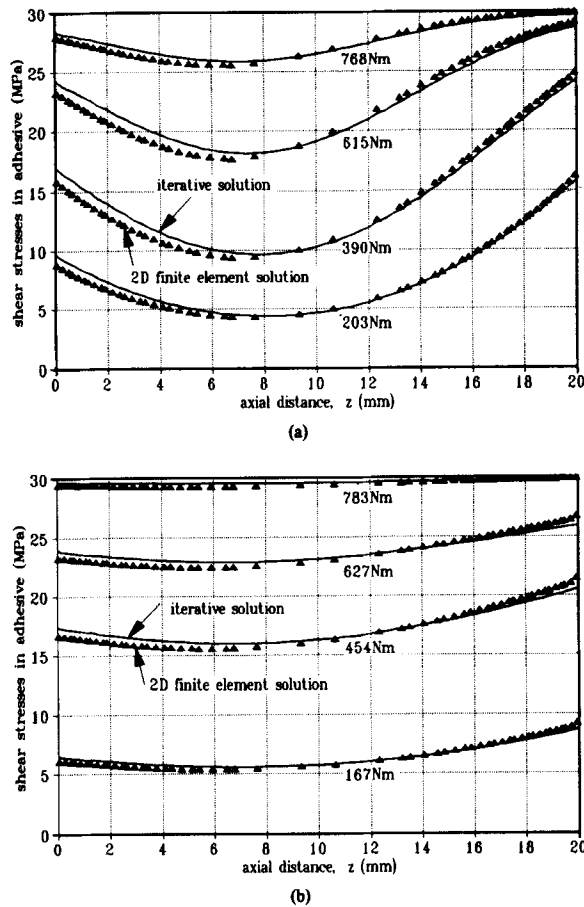 30
25
20
15
10
5
0
shear stresses in adhesive (MPa)
768Nm
615Nm
iterative solution
390Nm
2D finite element solution
203Nm
0 2 4 6 8 10 12 14 16 18 20
axial distance, z (mm)
(a)
30
25
20
15
10
5
0
shear stresses in adhesive (MPa)
783Nm
627Nm
iterative solution
454Nm
2D finite element solution
167Nm
0 2 4 6 8 10 12 14 16 18 20
axial distance, z (mm)
(b)